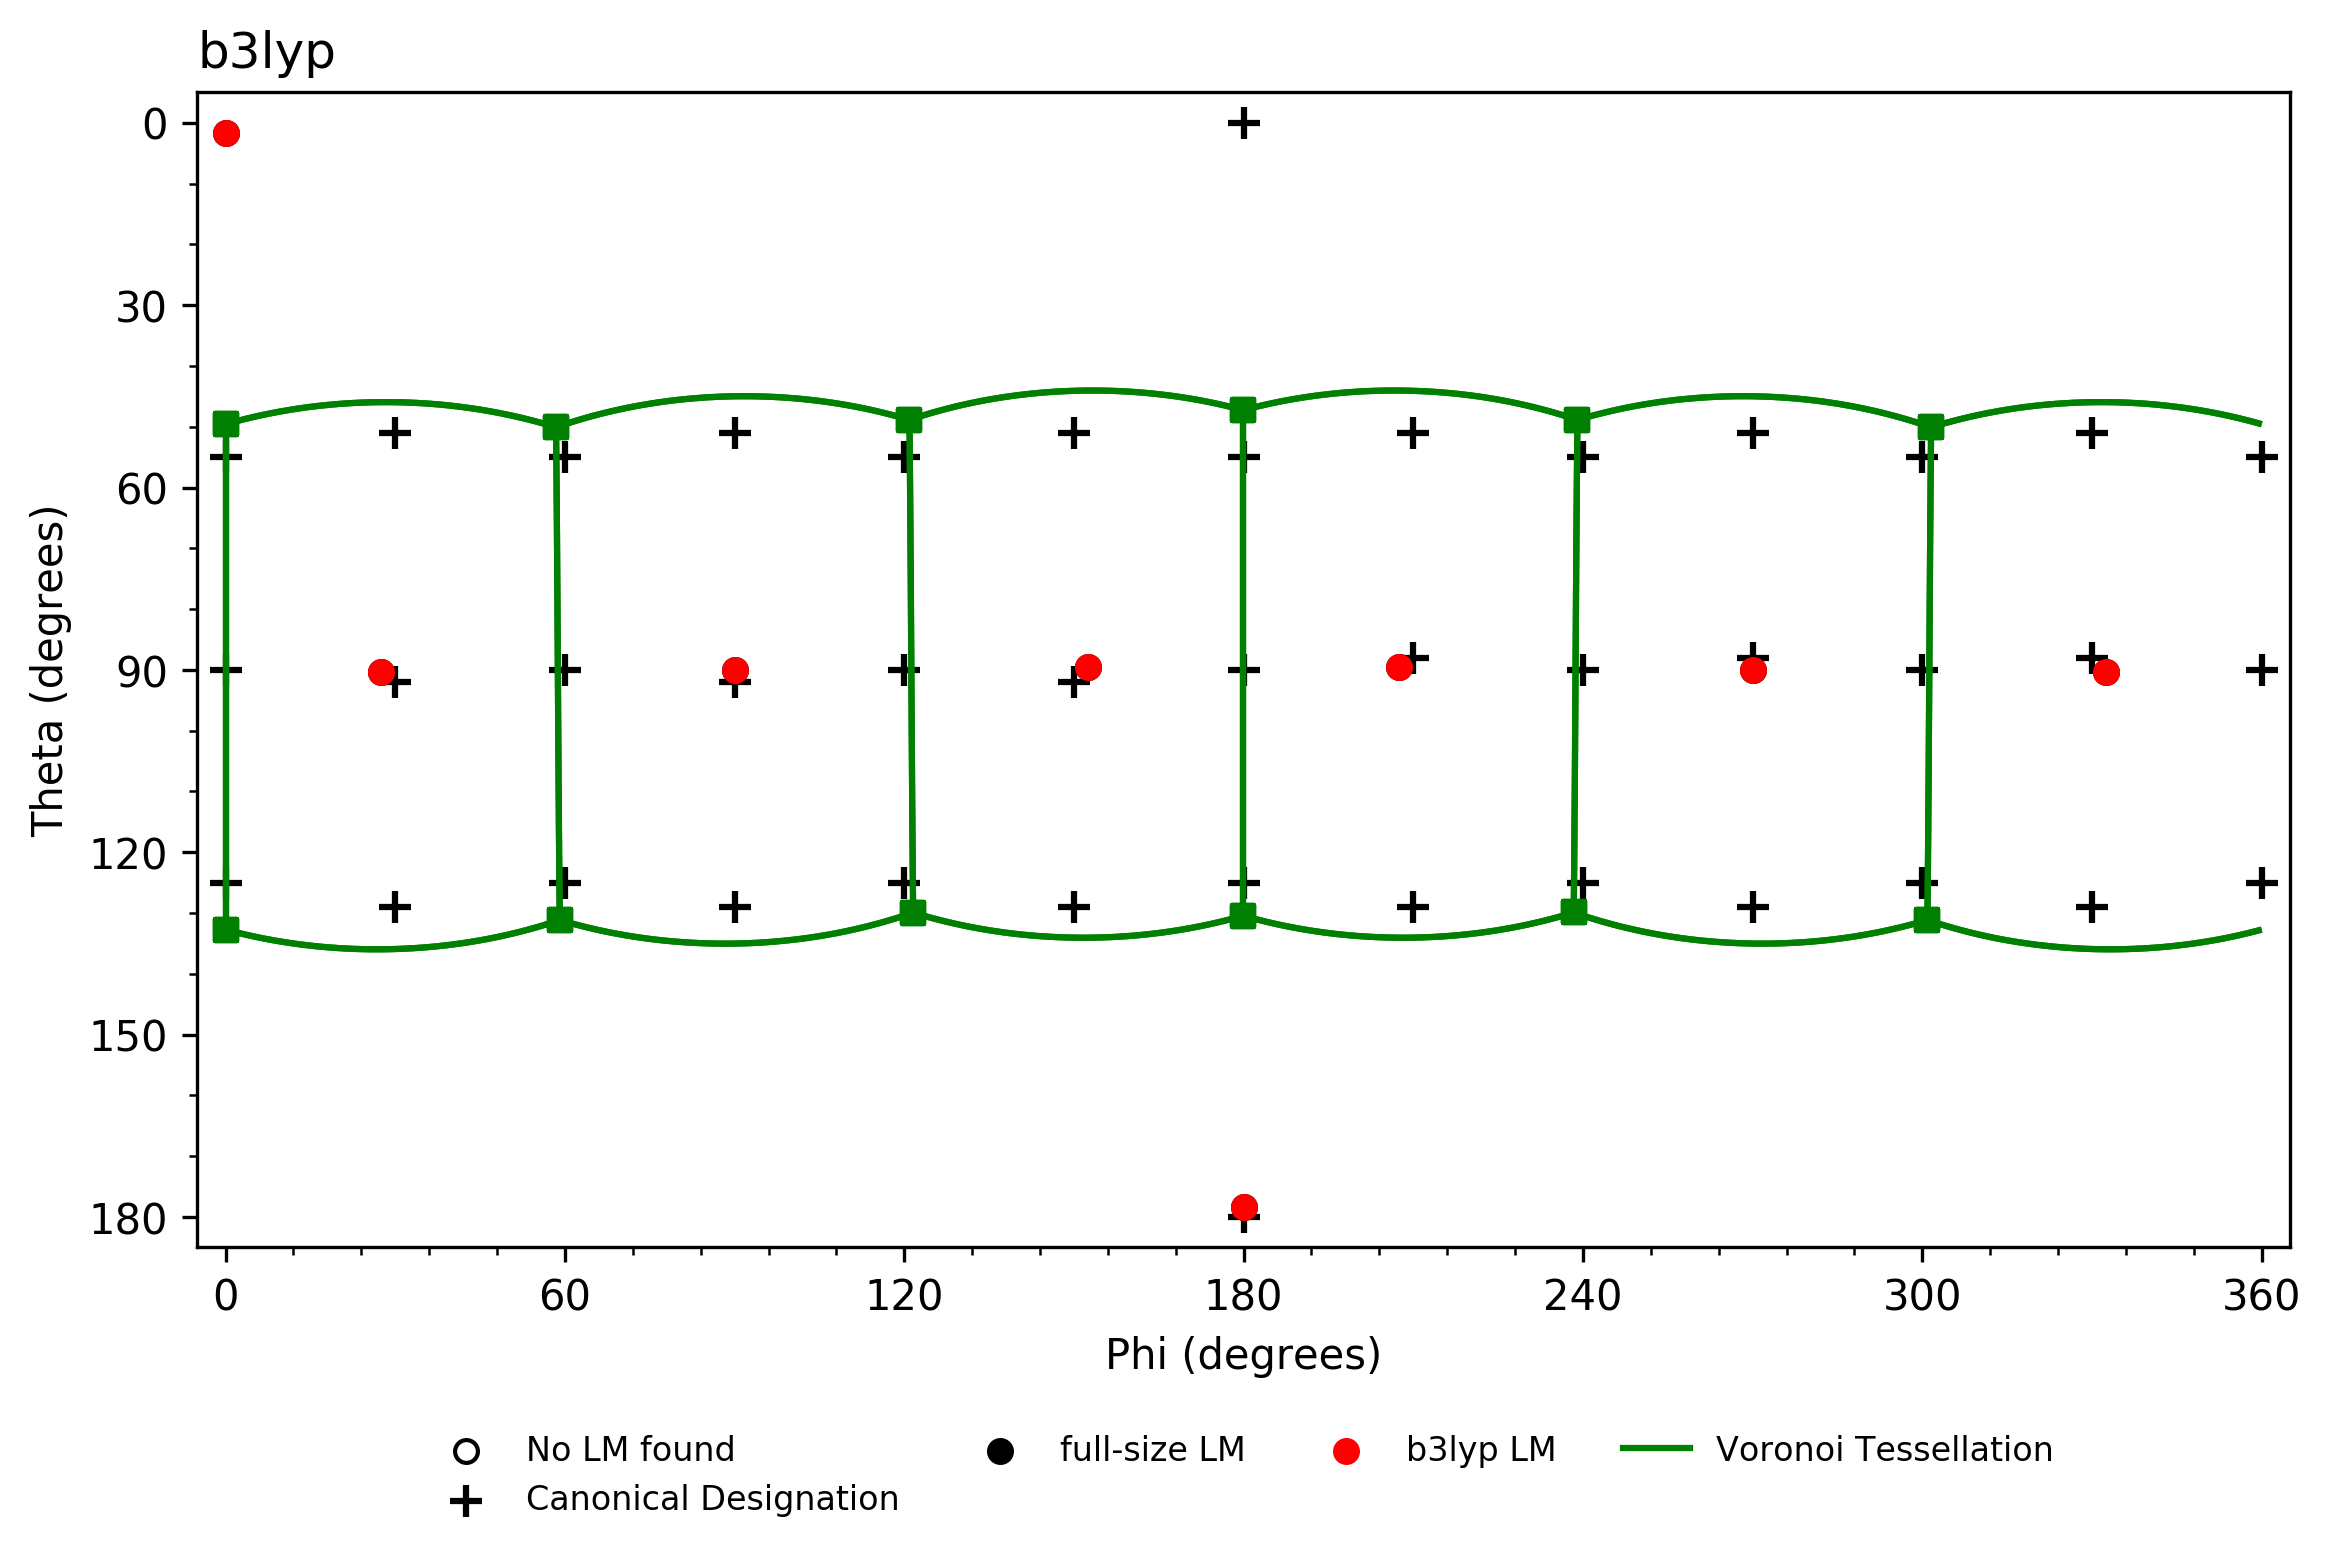 b3lyp
0
30
60
90
120
150
180
Theta (degrees)
0 60 120 180 240 300 360
Phi (degrees)
No LM found full-size LM b3lyp LM Voronoi Tessellation
Canonical Designation